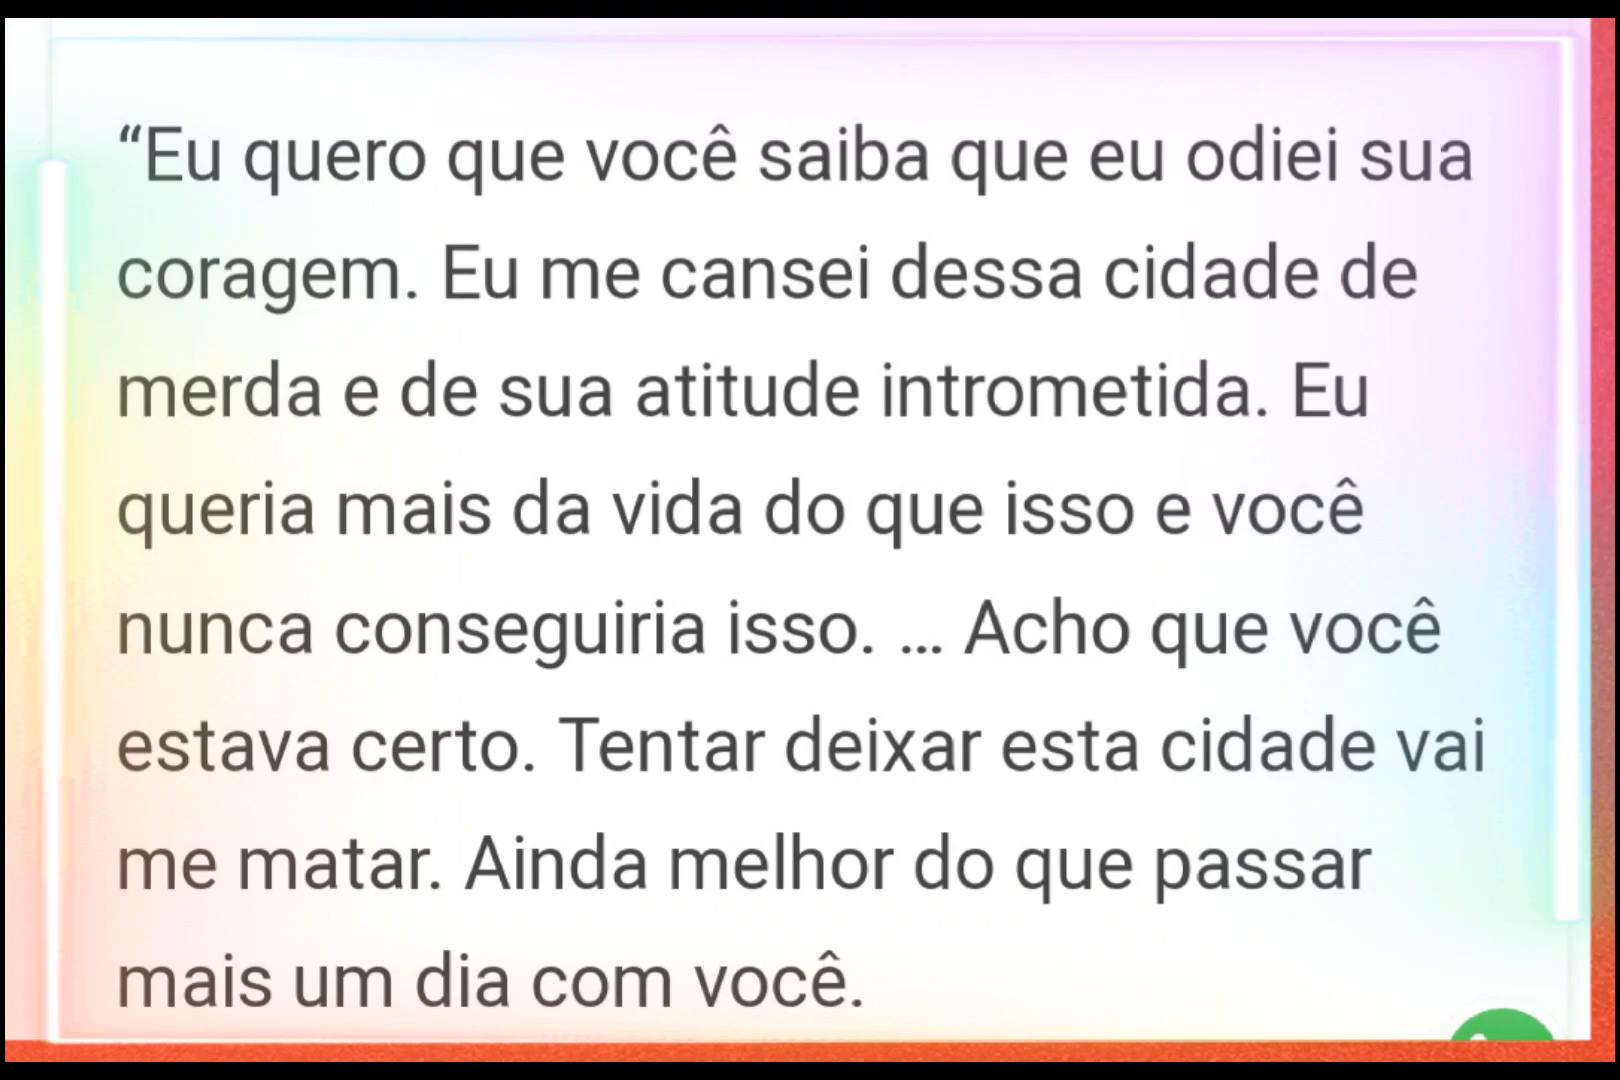 “Eu quero que você saiba que eu odiei sua
coragem. Eu me cansei dessa cidade de
merda e de sua atitude intrometida. Eu
queria mais da vida do que isso e você
nunca conseguiria isso. ... Acho que você
estava certo. Tentar deixar esta cidade vai
me matar. Ainda melhor do que passar
mais um dia com você.